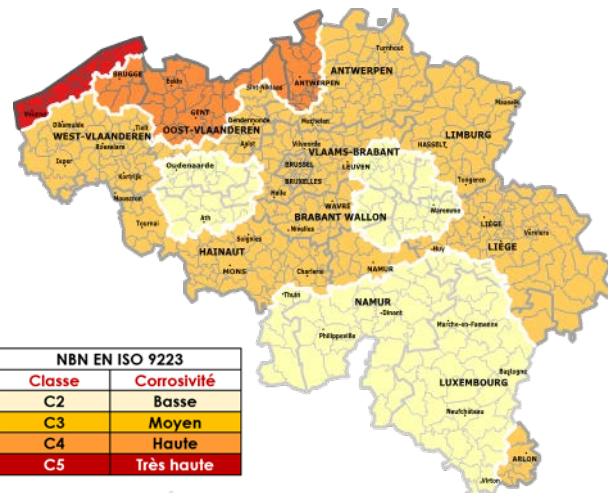 Turnhout
BRUGGE
Eeklo
ANTWERPEN
Sint-Niklaas
ANTWERPEN
Maaseik
Veurne
GENT
Diksmuide
Tielt
OOST-VLAANDEREN
Dendermonde
Mechelen
WEST-VLAANDEREN
Roeselare
Aalst
Vilvoorde
VLAAMS-BRABANT
HASSELT
LIMBURG
Ieper
Oudenaarde
BRUSSEL
LEUVEN
Kortrijk
BRUXELLES
Tongeren
Mouscron
Halle
WAVRE
Waremme
Ath
BRABANT WALLON
LIÈGE
Tournai
Nivelles
Verviers
Soignies
HAINAUT
Huy
LIÈGE
MONS
Charleroi
NAMUR
Thuin
NAMUR
Dinant
Philippeville
Marche-en-Famenne
NBN EN ISO 9223
Classe Corrosivité
C2 Basse
C3 Moyen
C4 Haute
C5 Très haute
Bastogne
LUXEMBOURG
Neufchâteau
ARLON
Virton